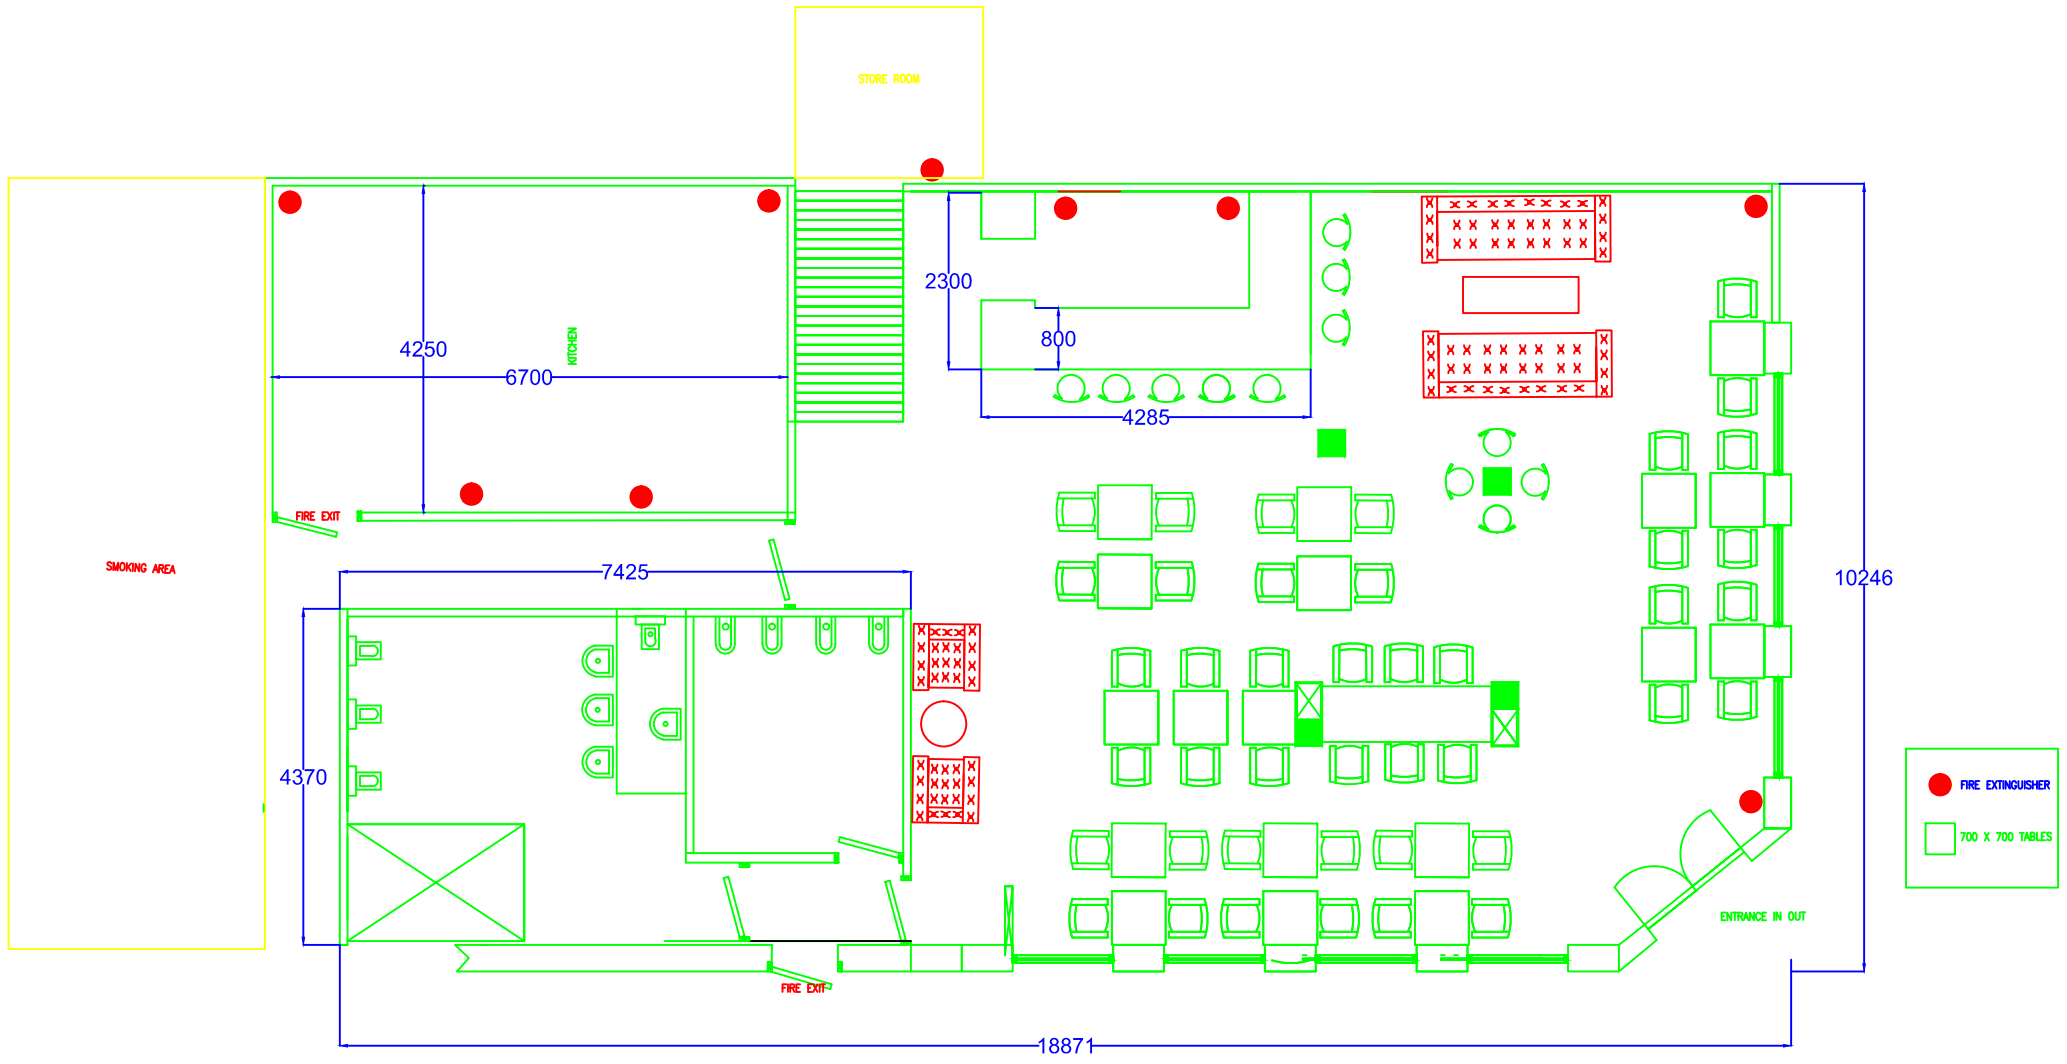 STORE ROOM
2300
4250
KITCHEN
800
6700
4285
FIRE EXIT
SMOKING AREA
7425
10246
4370
FIRE EXTINGUISHER
700 X 700 TABLES
ENTRANCE IN OUT
FIRE EXIT
18871